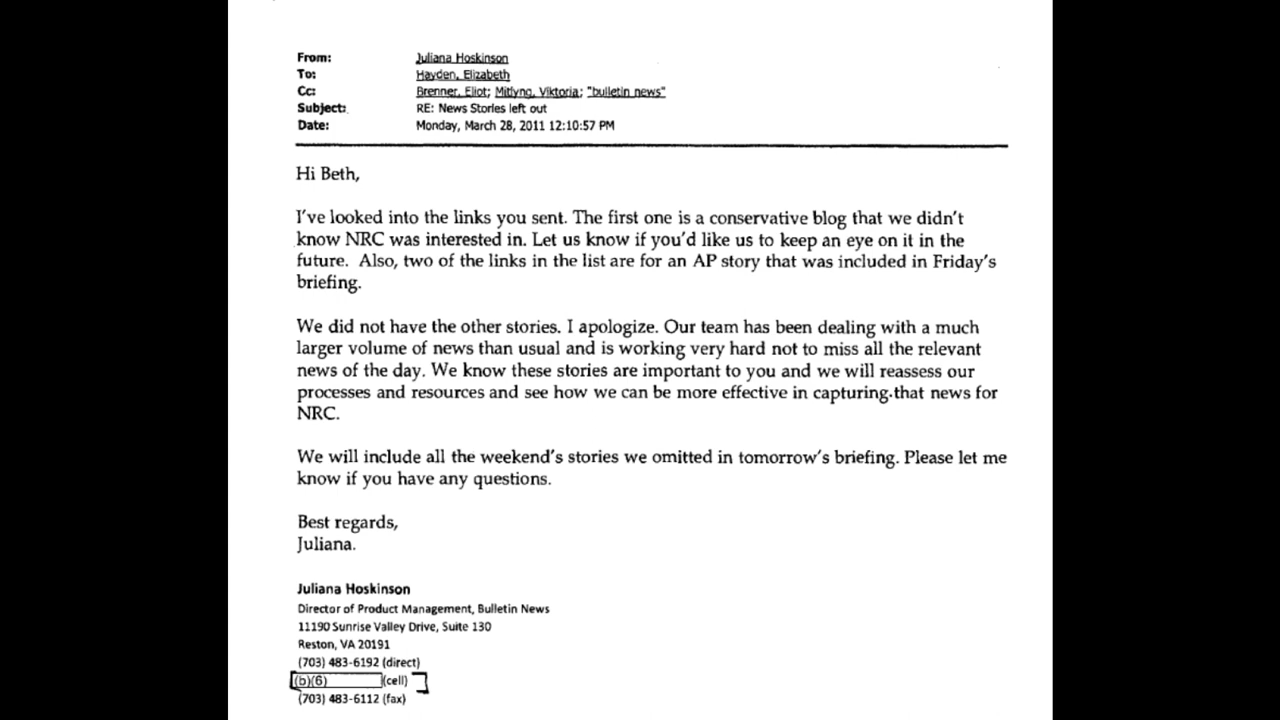 From: Juliana Hoskinson
To: Hayden, Elizabeth
Cc: Brenner, Eliot; Mitlyng, Viktoria; "bulletin news"
Subject: RE: News Stories left out
Date: Monday, March 28, 2011 12:10:57 PM
Hi Beth,
I've looked into the links you sent. The first one is a conservative blog that we didn't
know NRC was interested in. Let us know if you'd like us to keep an eye on it in the
future. Also, two of the links in the list are for an AP story that was included in Friday's
briefing.
We did not have the other stories. I apologize. Our team has been dealing with a much
larger volume of news than usual and is working very hard not to miss all the relevant
news of the day. We know these stories are important to you and we will reassess our
processes and resources and see how we can be more effective in capturing that news for
NRC.
We will include all the weekend's stories we omitted in tomorrow's briefing. Please let me
know if you have any questions.
Best regards,
Juliana.
Juliana Hoskinson
Director of Product Management, Bulletin News
11190 Sunrise Valley Drive, Suite 130
Reston, VA 20191
(703) 483-6192 (direct)
(b)(6) (cell)
(703) 483-6112 (fax)